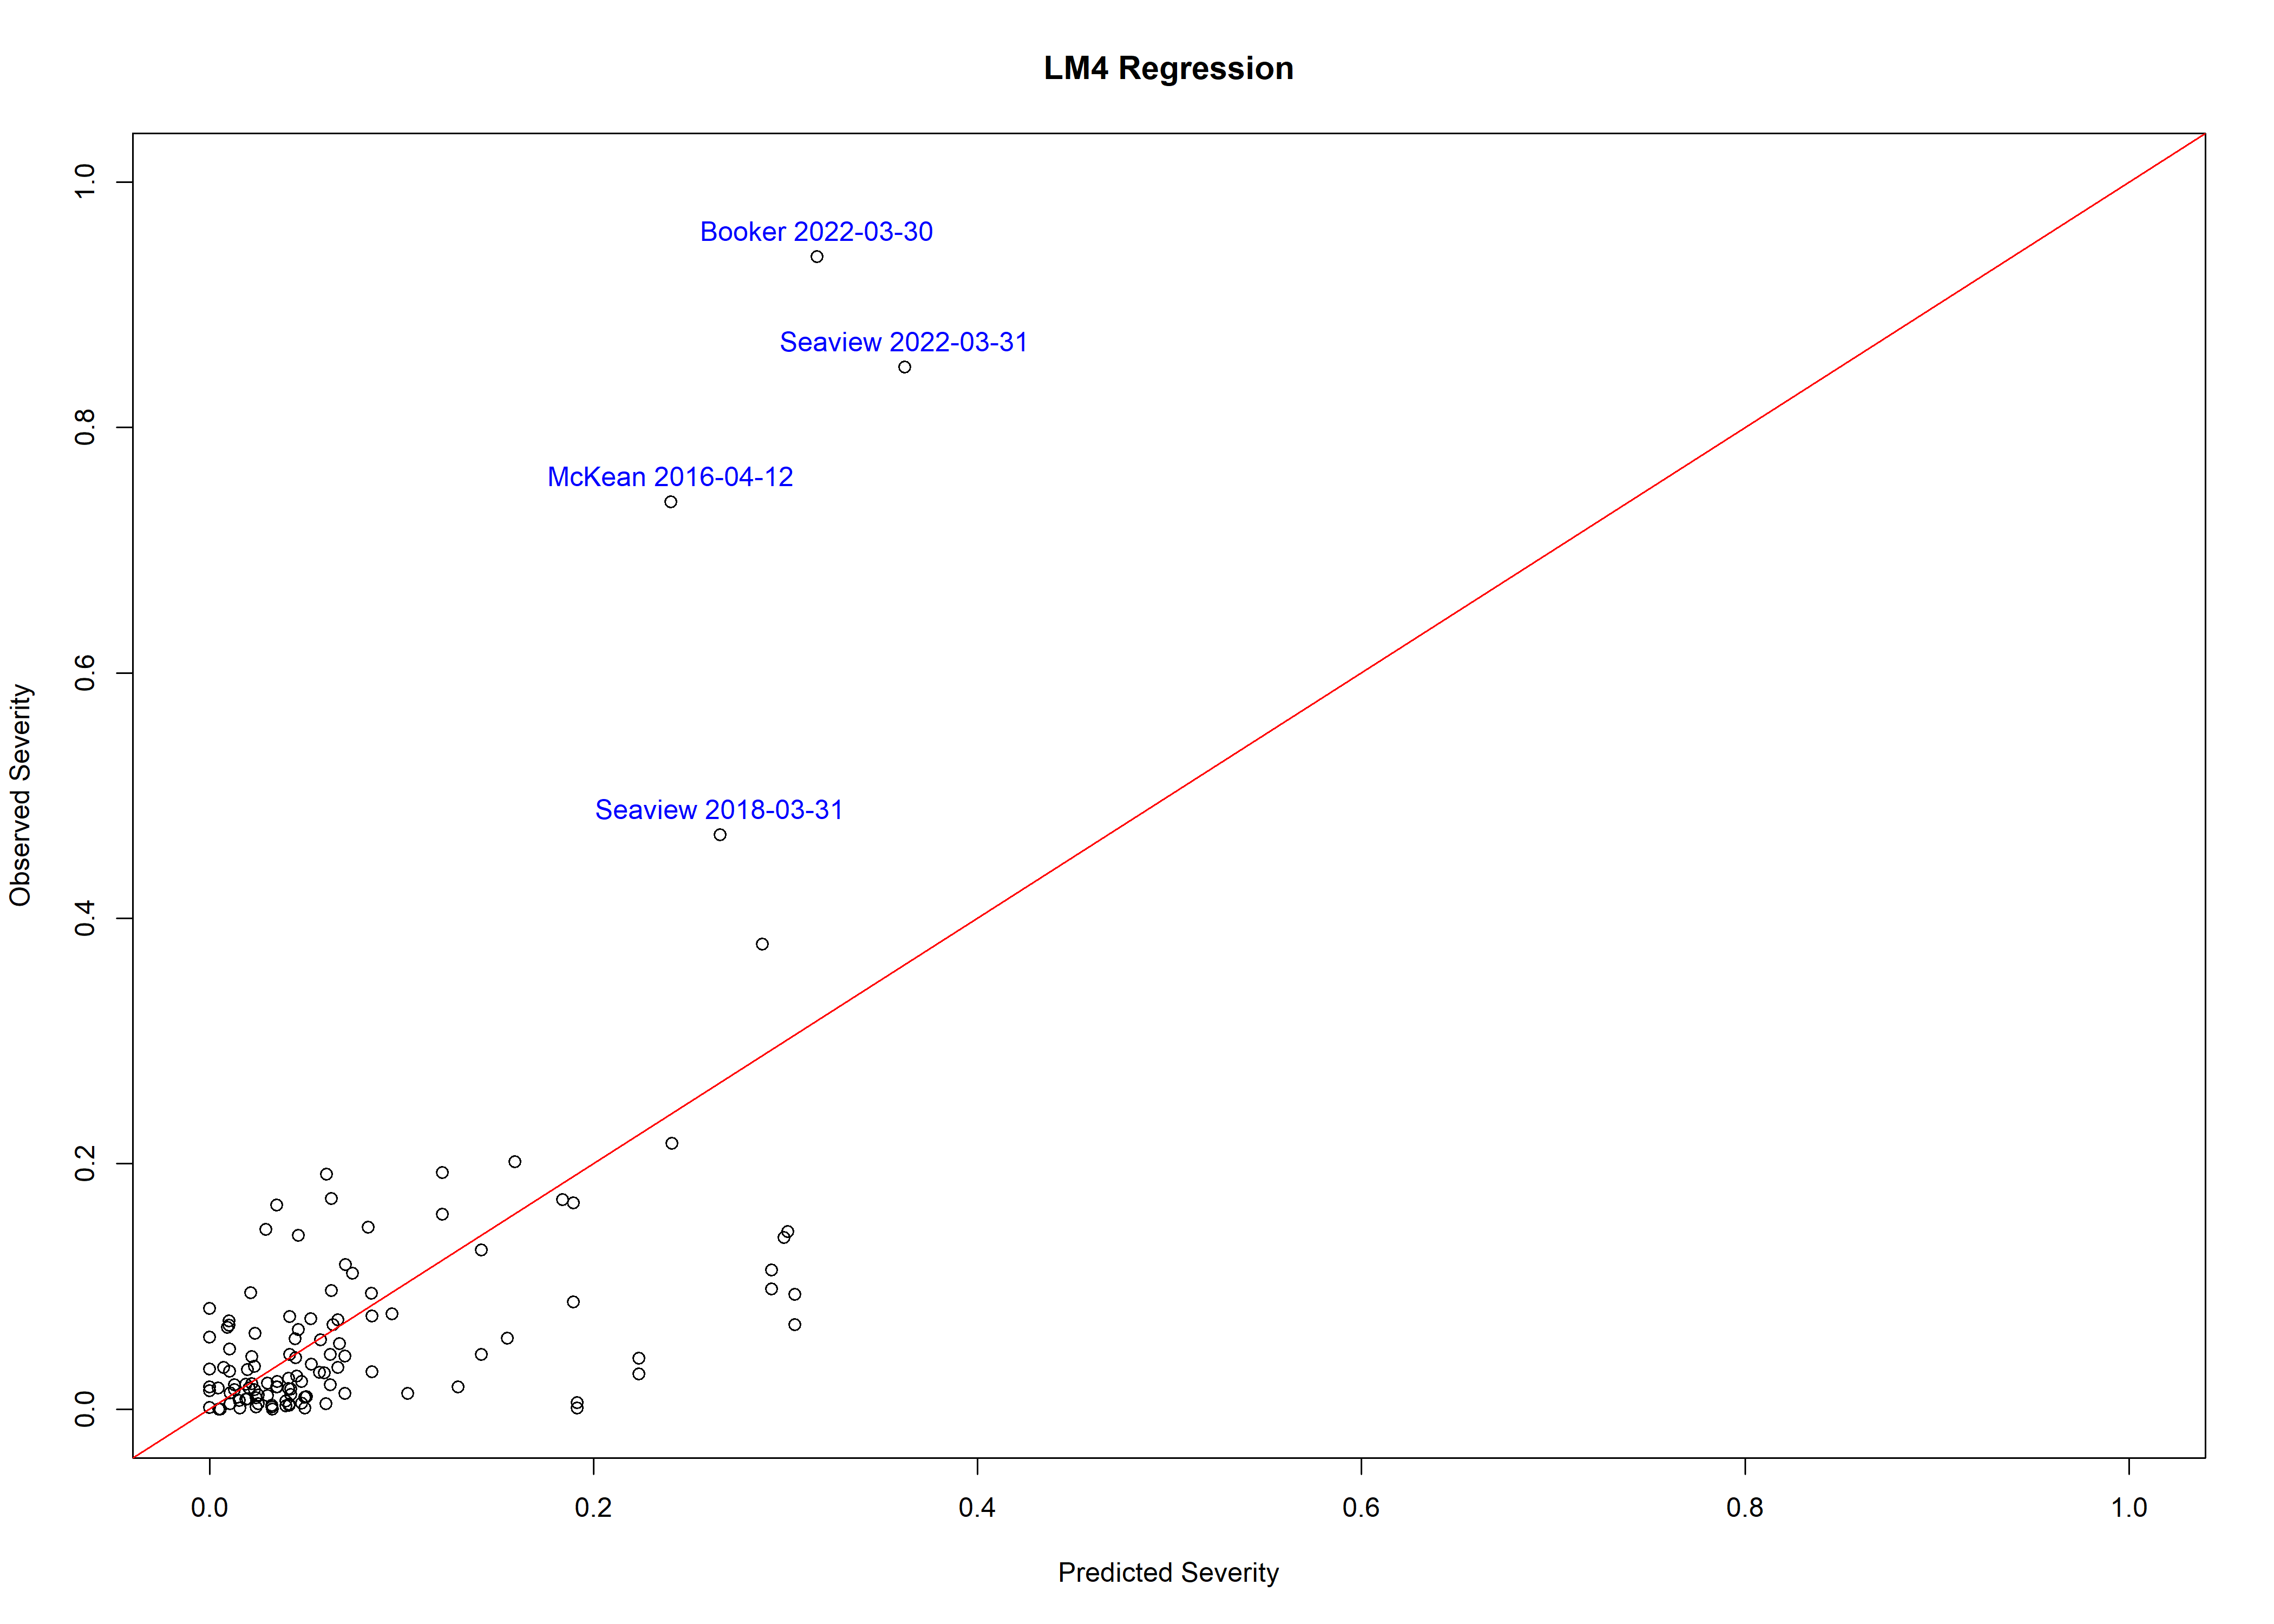 LM4 Regression
Booker 2022-03-30
Seaview 2022-03-31
McKean 2016-04-12
Seaview 2018-03-31
Observed Severity
1.0
0.8
0.6
0.4
0.2
0.0
0.0 0.2 0.4 0.6 0.8 1.0
Predicted Severity